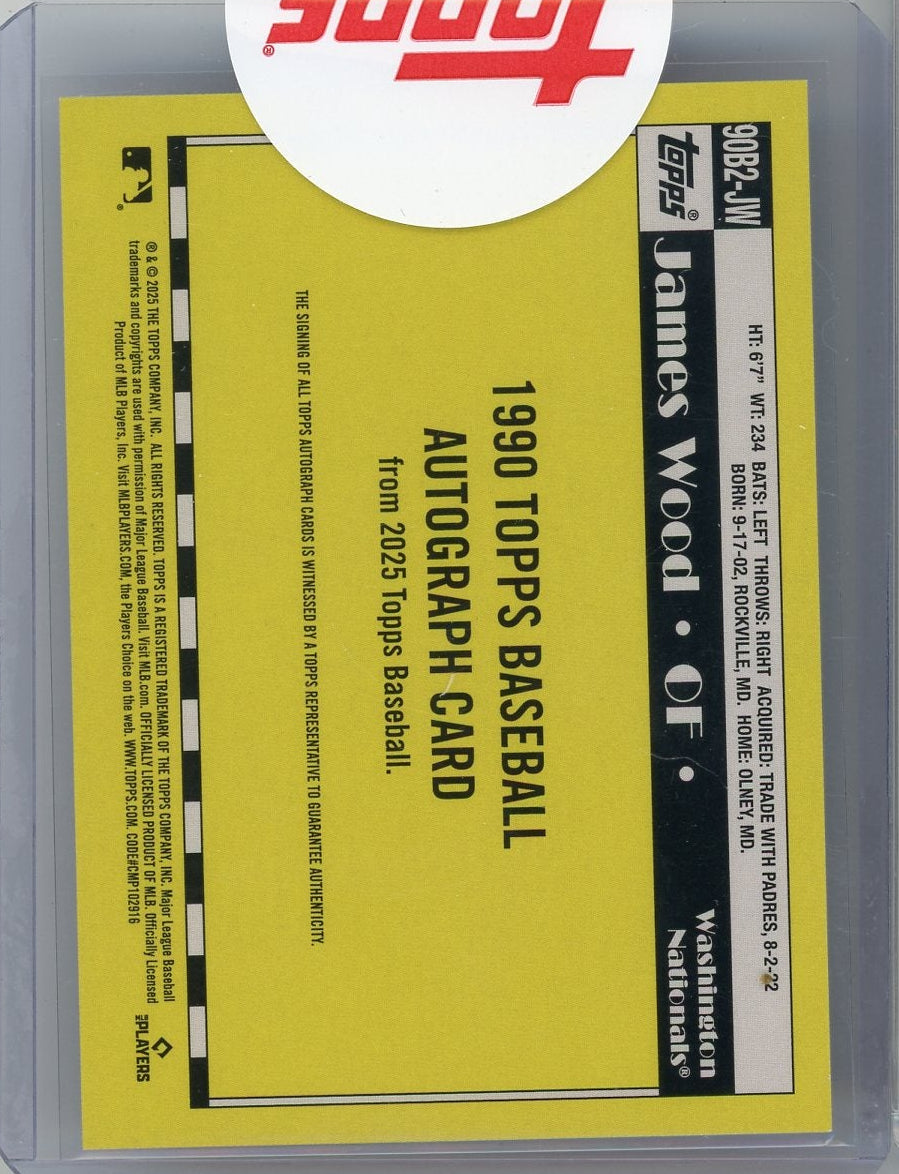 Topps®
90B2-JW
HT: 6'7" WT: 234 BATS: LEFT THROWS: RIGHT ACQUIRED: TRADE WITH PADRES, 8-2-22
BORN: 9-17-02, ROCKVILLE, MD. HOME: OLNEY, MD.
Topps®
James Wood • OF •
Washington
Nationals®
1990 TOPPS BASEBALL
AUTOGRAPH CARD
from 2025 Topps Baseball.
THE SIGNING OF ALL TOPPS AUTOGRAPH CARDS IS WITNESSED BY A TOPPS REPRESENTATIVE TO GUARANTEE AUTHENTICITY.
® & © 2025 THE TOPPS COMPANY, INC. ALL RIGHTS RESERVED. TOPPS IS A REGISTERED TRADEMARK OF THE TOPPS COMPANY, INC. Major League Baseball
trademarks and copyrights are used with permission of Major League Baseball. Visit MLB.com. OFFICIALLY LICENSED PRODUCT OF MLB. Officially Licensed
Product of MLB Players, Inc. Visit MLBPLAYERS.COM, the Players Choice on the web. WWW.TOPPS.COM. CODE#CMP102916
MLB PLAYERS